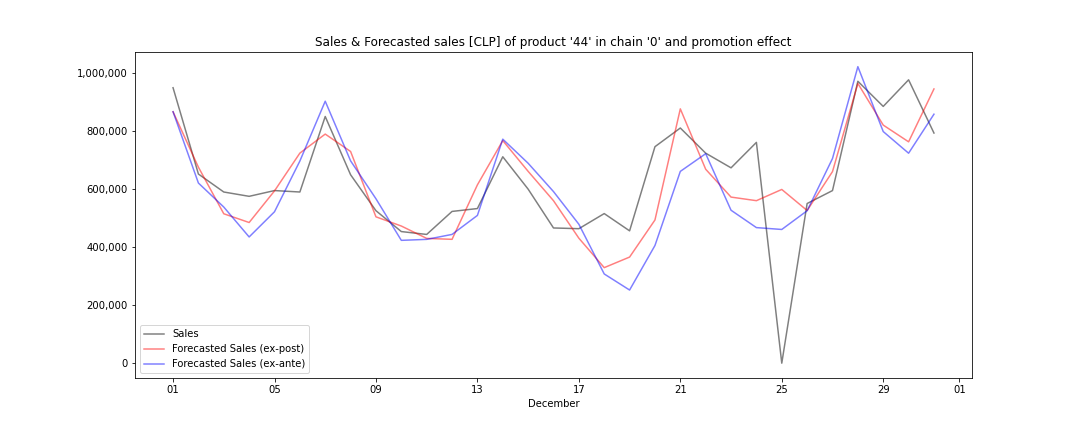 Sales & Forecasted sales [CLP] of product '44' in chain '0' and promotion effect
1,000,000
800,000
600,000
400,000
200,000
0
Sales
Forecasted Sales (ex-post)
Forecasted Sales (ex-ante)
01 05 09 13 17 21 25 29 01
December